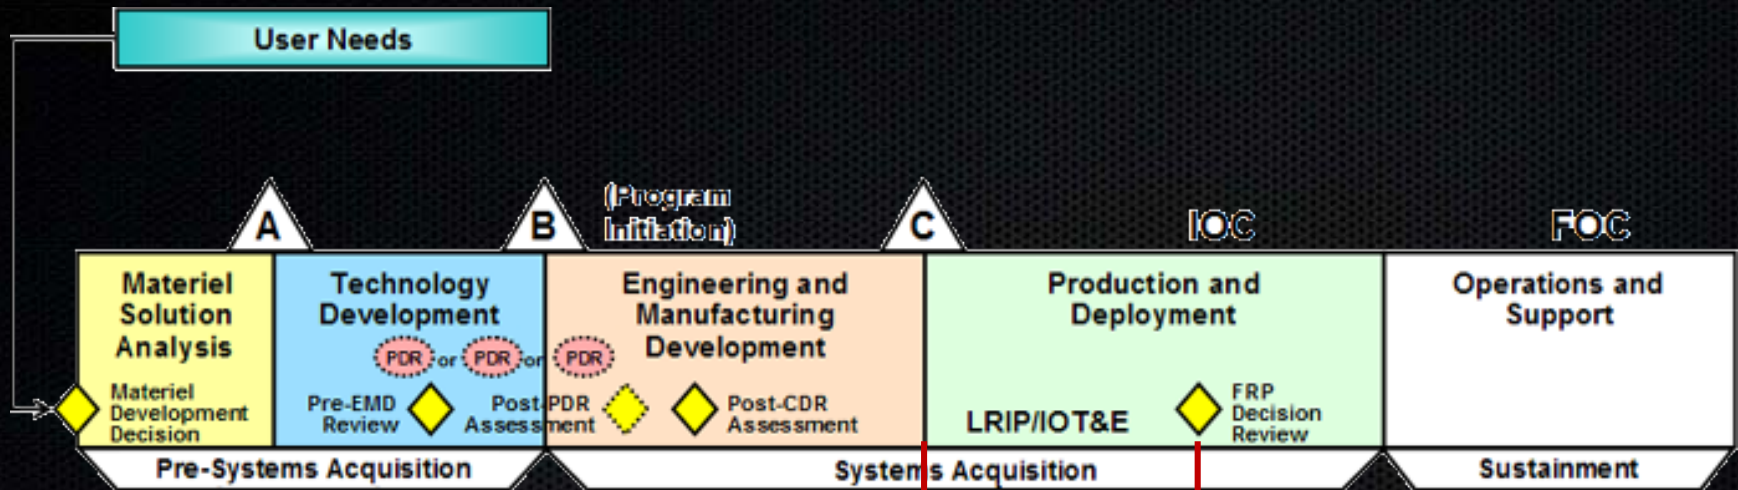 User Needs
A
B
(Program
Initiation)
C
IOC
FOC
Materiel
Solution
Analysis
Technology
Development
Engineering and
Manufacturing
Development
Production and
Deployment
Operations and
Support
PDR or PDR or PDR
Materiel
Development
Decision
Pre-EMD
Review
Post-PDR
Assessment
Post-CDR
Assessment
LRIP/IOT&E
FRP
Decision
Review
Pre-Systems Acquisition
Systems Acquisition
Sustainment